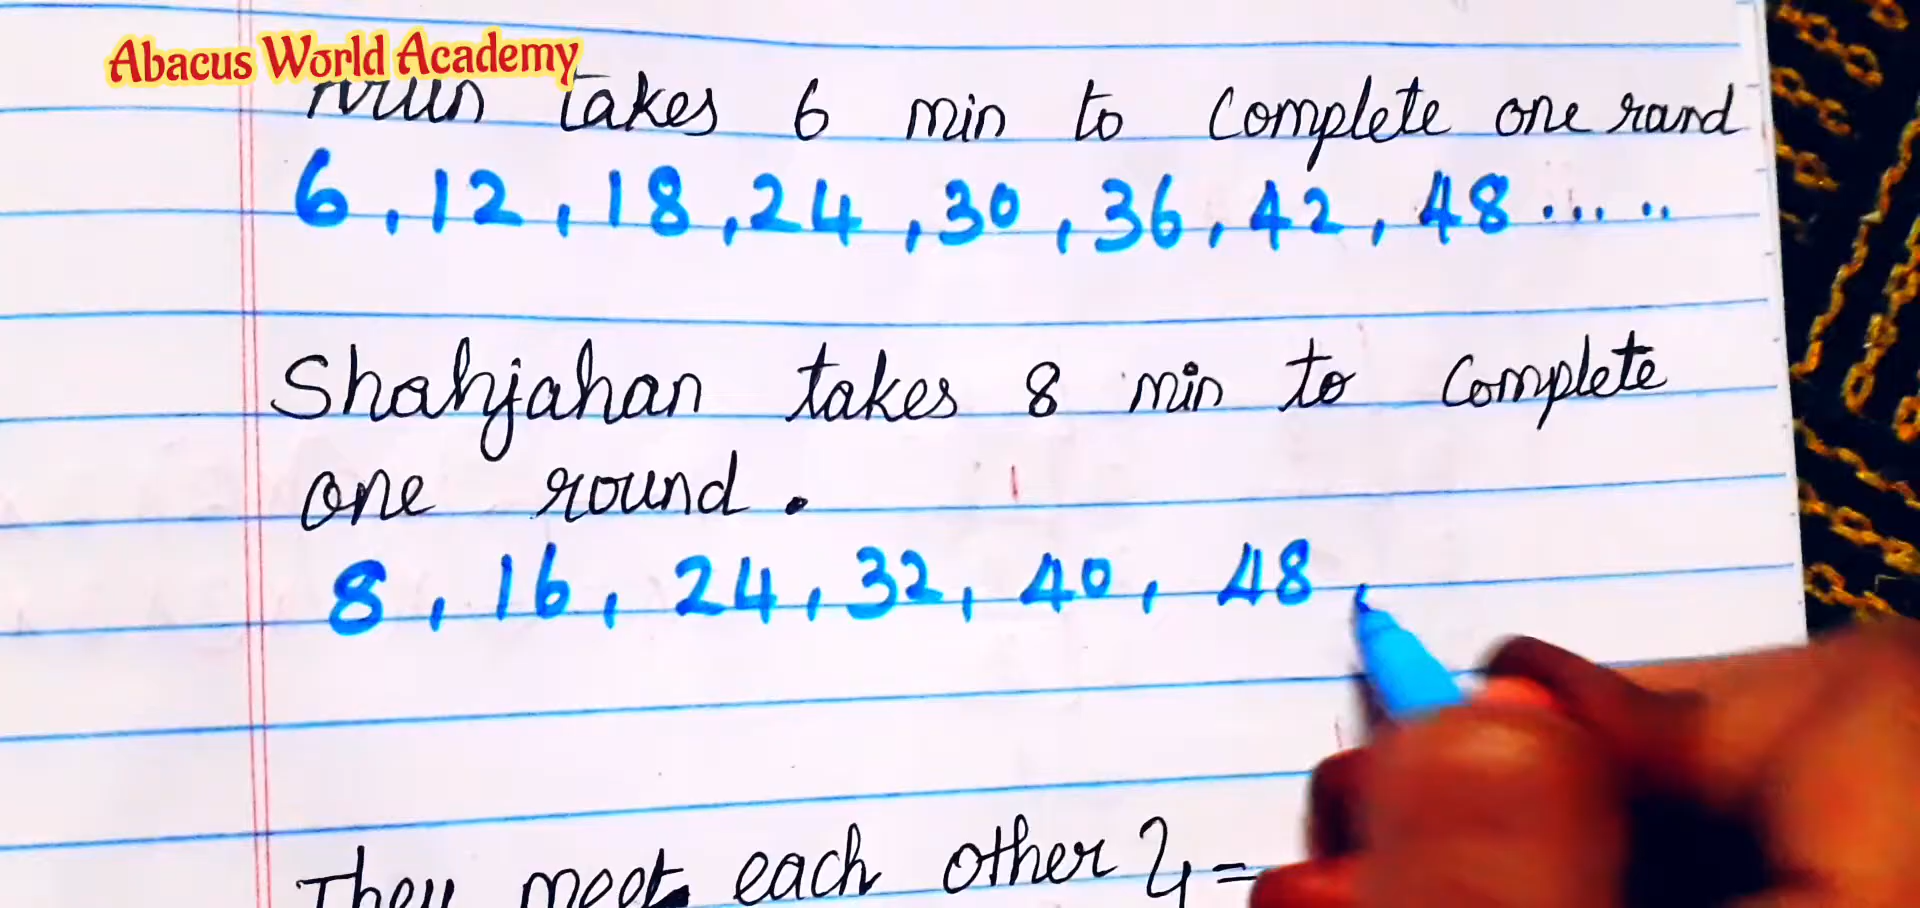 Abacus World Academy
takes 6 min to complete one rand
6, 12, 18, 24, 30, 36, 42, 48 .....
Shahjahan takes 8 min to complete
one round.
8, 16, 24, 32, 40, 48,
They meet each other } =